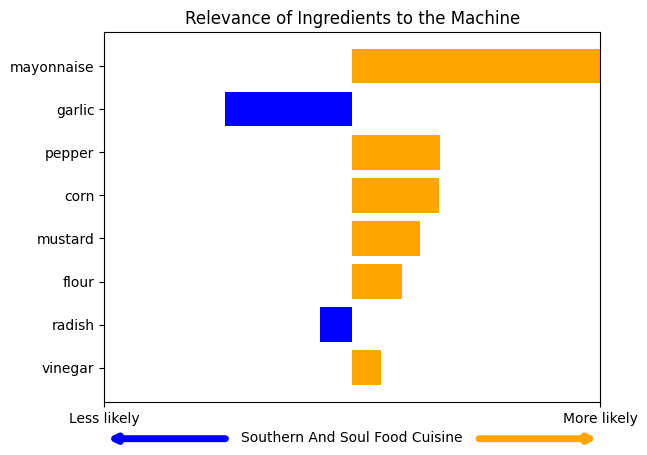 Relevance of Ingredients to the Machine
mayonnaise
garlic
pepper
corn
mustard
flour
radish
vinegar
Less likely
More likely
Southern And Soul Food Cuisine